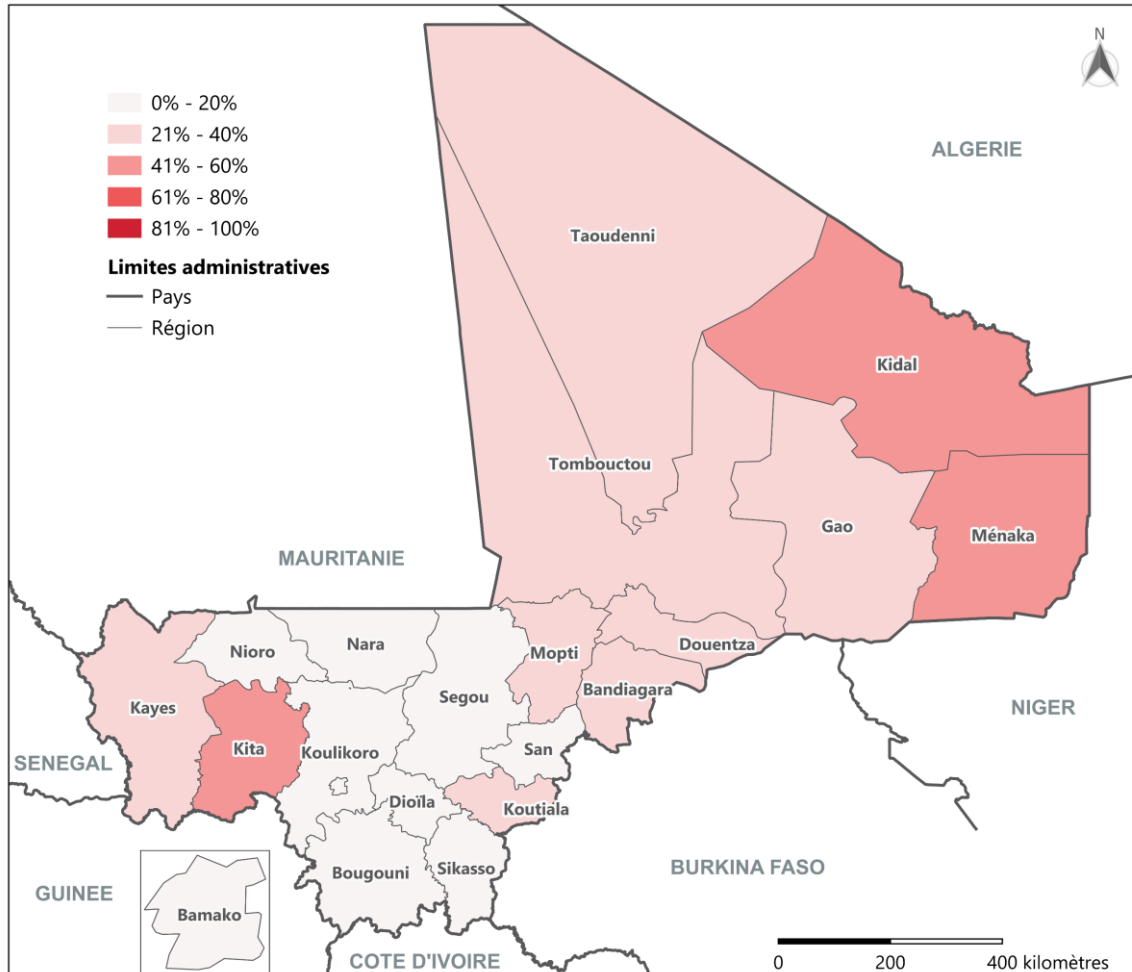 N
0% - 20%
21% - 40%
41% - 60%
61% - 80%
81% - 100%
Limites administratives
Pays
Région
ALGERIE
Taoudenni
Kidal
Tombouctou
Gao
Ménaka
MAURITANIE
Nioro
Nara
Mopti
Douentza
Kayes
Segou
Bandiagara
NIGER
Kita
Koulikoro
San
SENEGAL
Dioïla
Koutiala
Bougouni
Sikasso
BURKINA FASO
GUINEE
Bamako
COTE D'IVOIRE
0 200 400 kilomètres